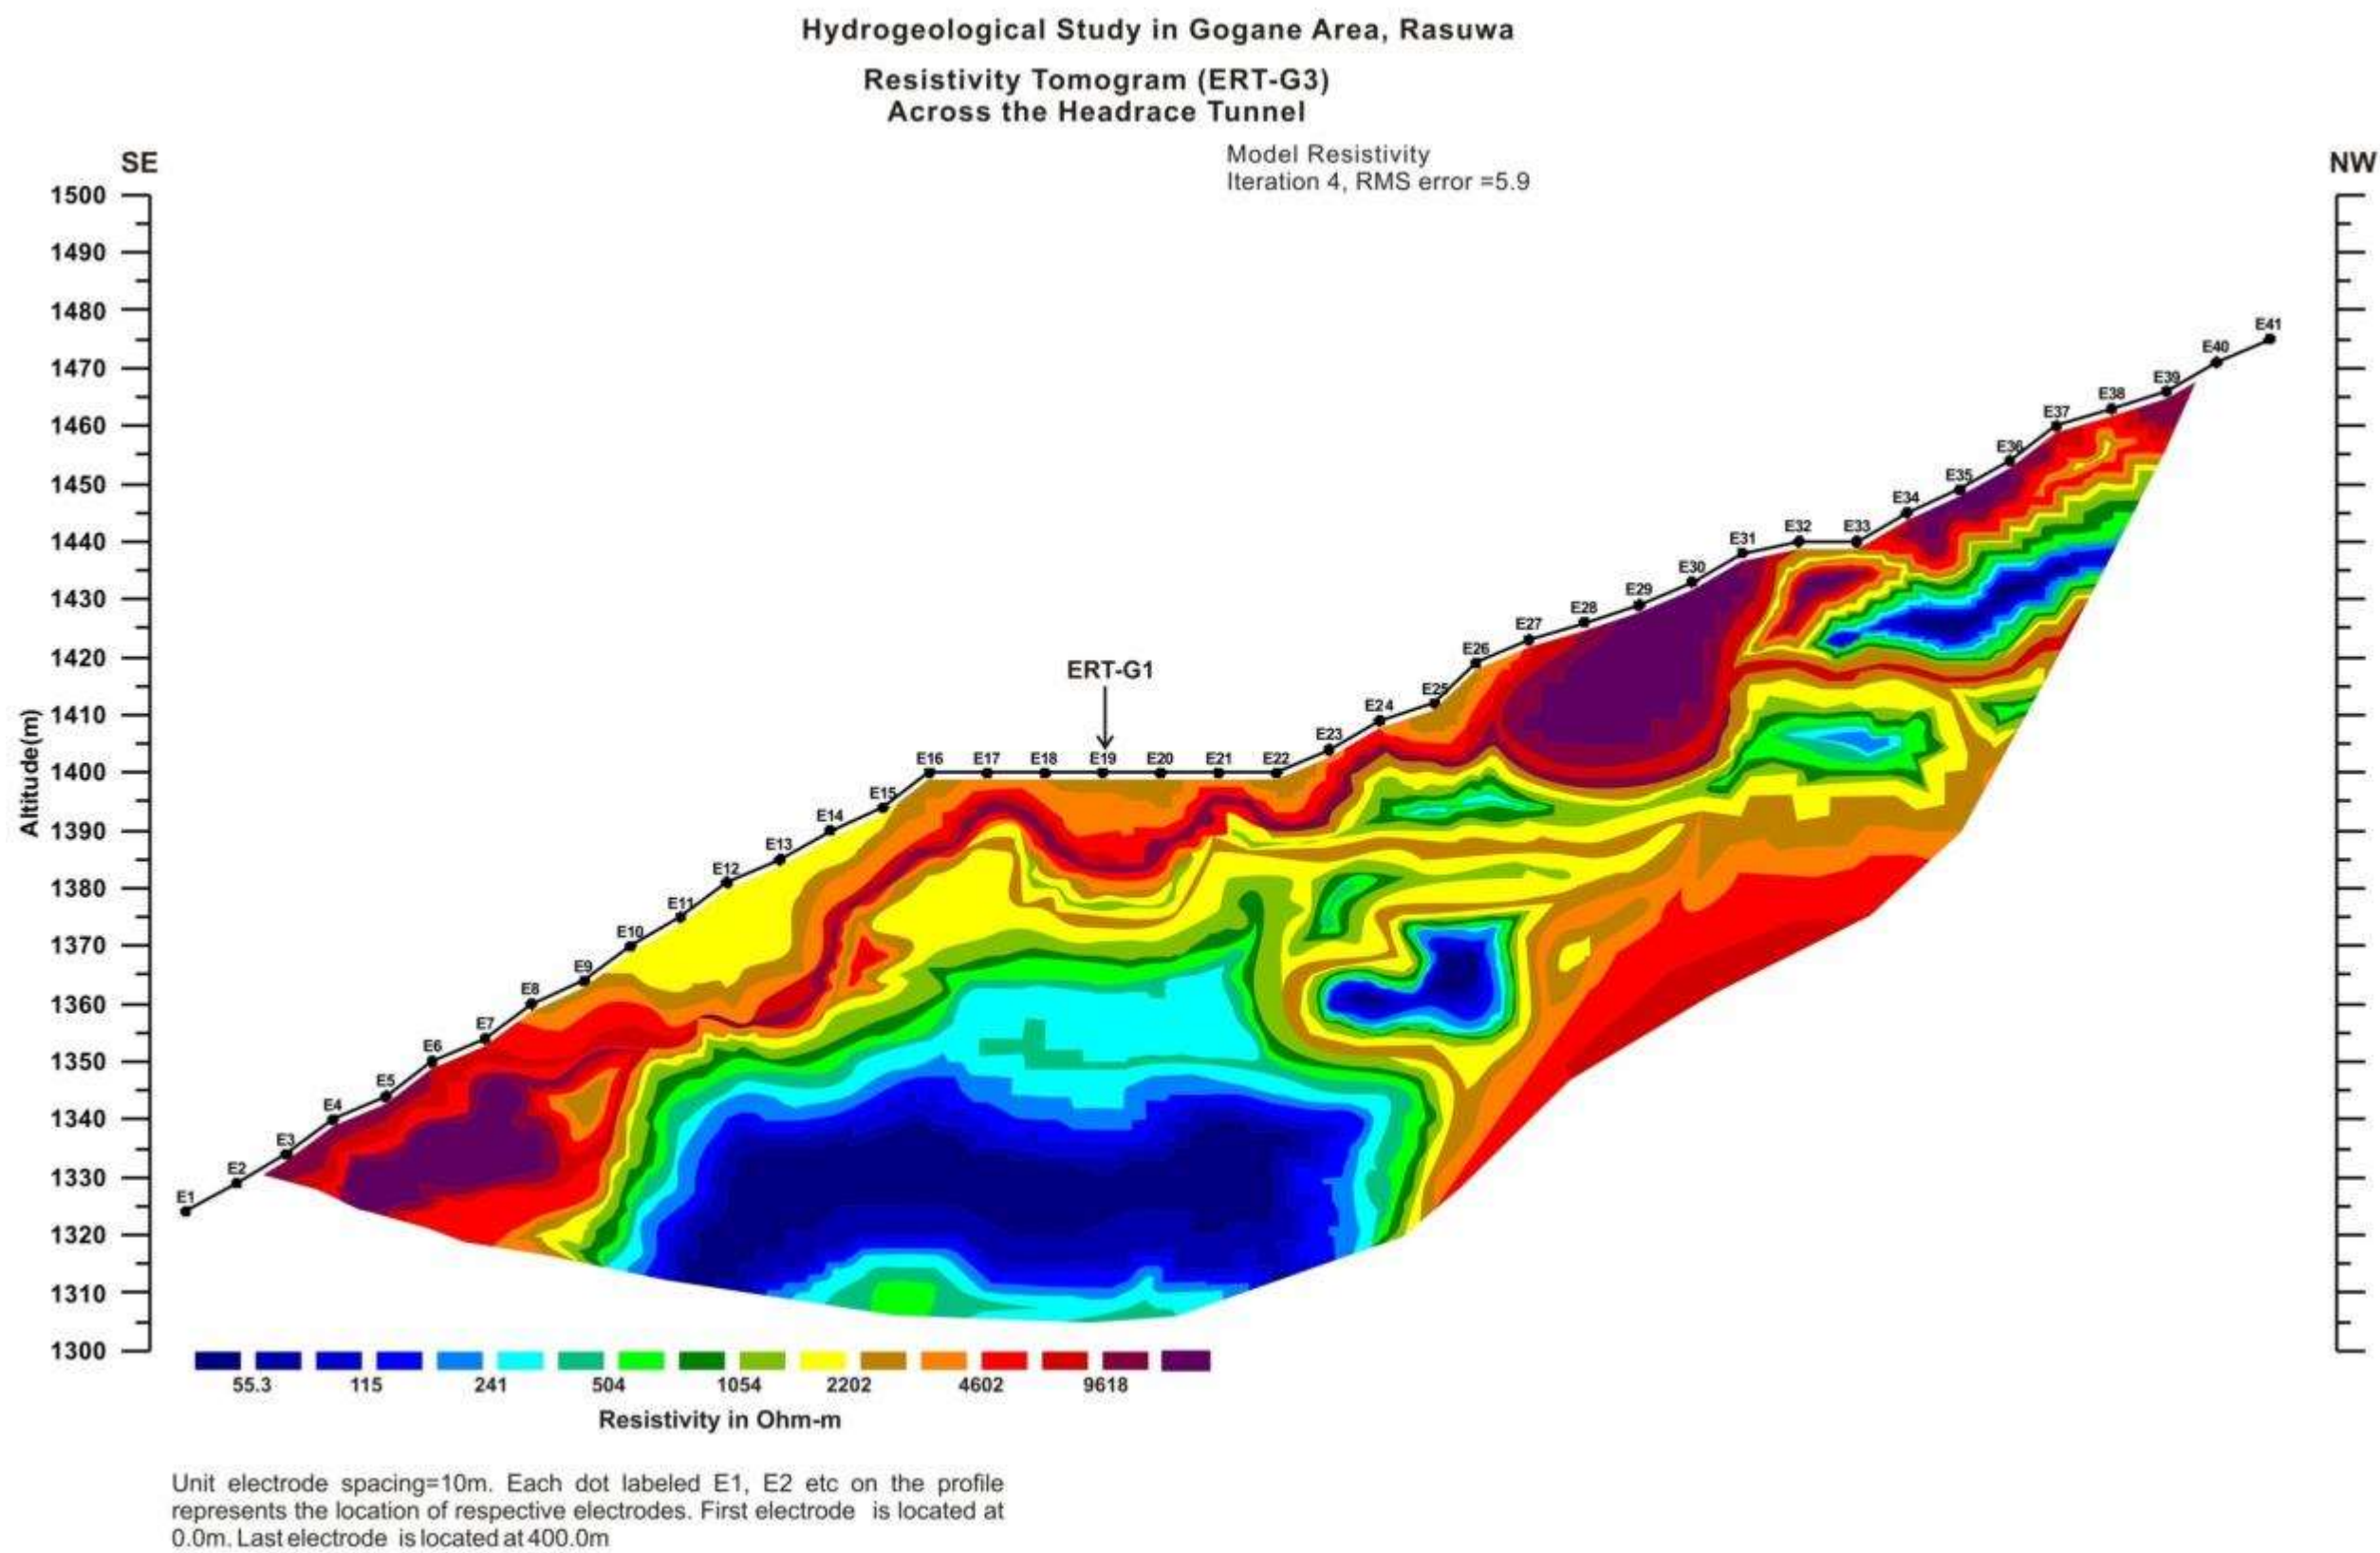 Hydrogeological Study in Gogane Area, Rasuwa
Resistivity Tomogram (ERT-G3)
Across the Headrace Tunnel
Model Resistivity
Iteration 4, RMS error =5.9
SE
NW
1500
1490
1480
1470
1460
1450
1440
1430
1420
1410
1400
1390
1380
1370
1360
1350
1340
1330
1320
1310
1300
Altitude(m)
ERT-G1
E1
E2
E3
E4
E5
E6
E7
E8
E9
E10
E11
E12
E13
E14
E15
E16
E17
E18
E19
E20
E21
E22
E23
E24
E25
E26
E27
E28
E29
E30
E31
E32
E33
E34
E35
E36
E37
E38
E39
E40
E41
55.3 115 241 504 1054 2202 4602 9618
Resistivity in Ohm-m
Unit electrode spacing=10m. Each dot labeled E1, E2 etc on the profile
represents the location of respective electrodes. First electrode is located at
0.0m. Last electrode is located at 400.0m